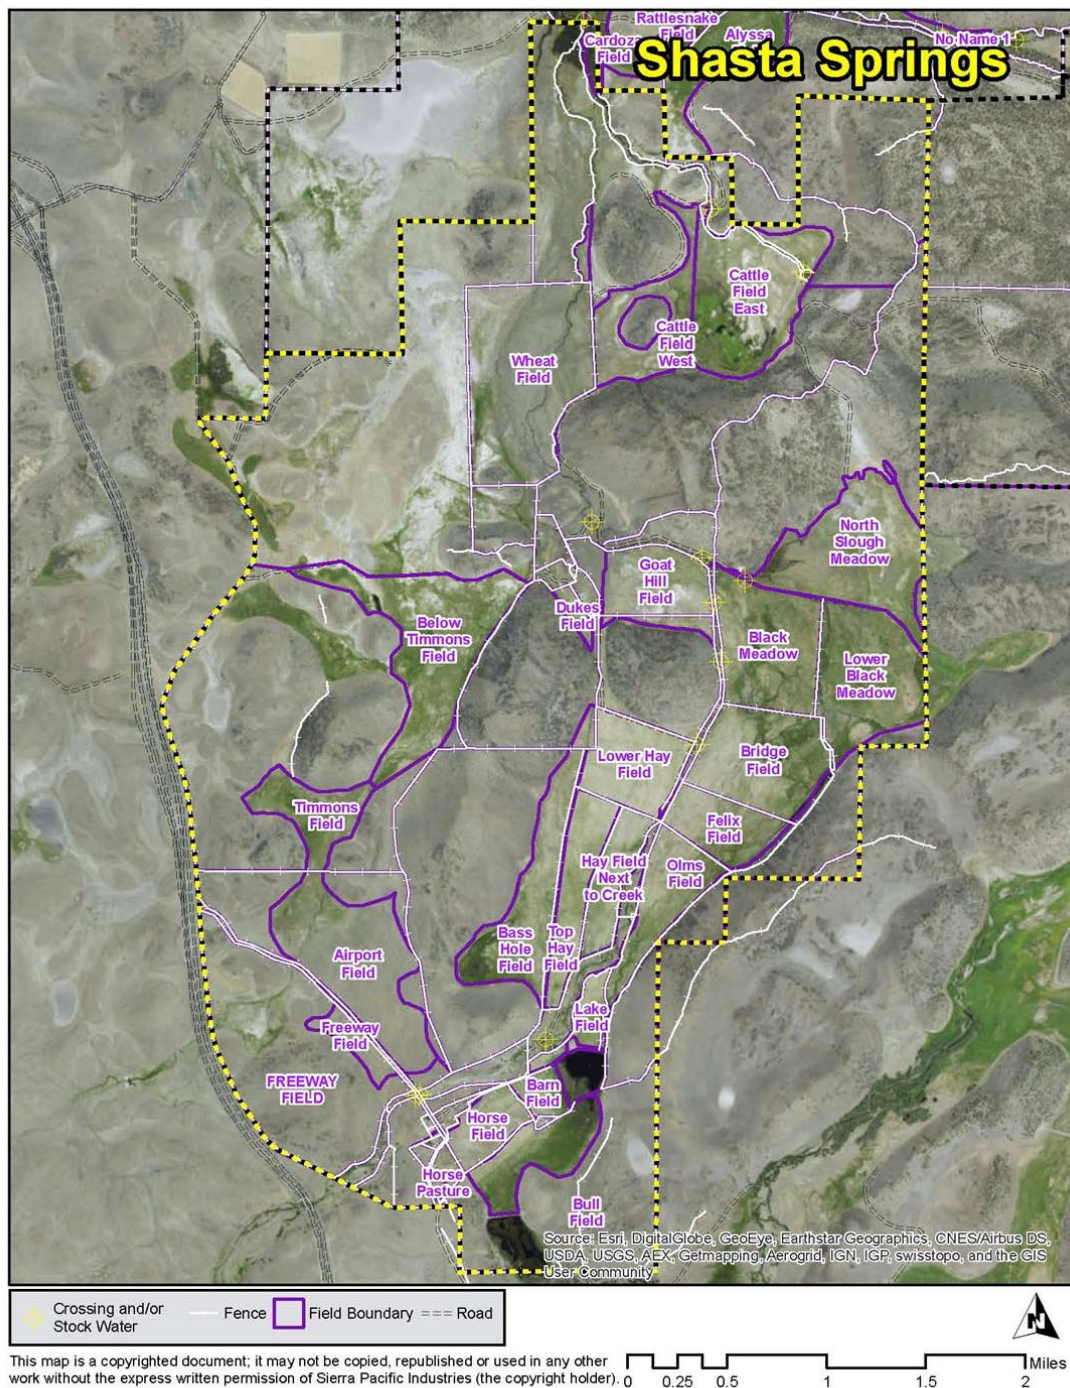 Rattlesnake
Field
Cardoza
Field
Alyssa
No Name 1
Shasta Springs
Cattle
Field
East
Cattle
Field
West
Wheat
Field
North
Slough
Meadow
Goat
Hill
Field
Dukes
Field
Below
Timmons
Field
Black
Meadow
Lower
Black
Meadow
Lower Hay
Field
Bridge
Field
Timmons
Field
Felix
Field
Hay Field
Next
to Creek
Olms
Field
Bass
Hole
Field
Top
Hay
Field
Airport
Field
Lake
Field
Freeway
Field
FREEWAY
FIELD
Barn
Field
Horse
Field
Horse
Pasture
Bull
Field
Source: Esri, DigitalGlobe, GeoEye, Earthstar Geographics, CNES/Airbus DS,
USDA, USGS, AEX, Getmapping, Aerogrid, IGN, IGP, swisstopo, and the GIS
User Community
Crossing and/or
Stock Water
Fence
Field Boundary
Road
N
This map is a copyrighted document; it may not be copied, republished or used in any other
work without the express written permission of Sierra Pacific Industries (the copyright holder).
Miles
0 0.25 0.5 1 1.5 2